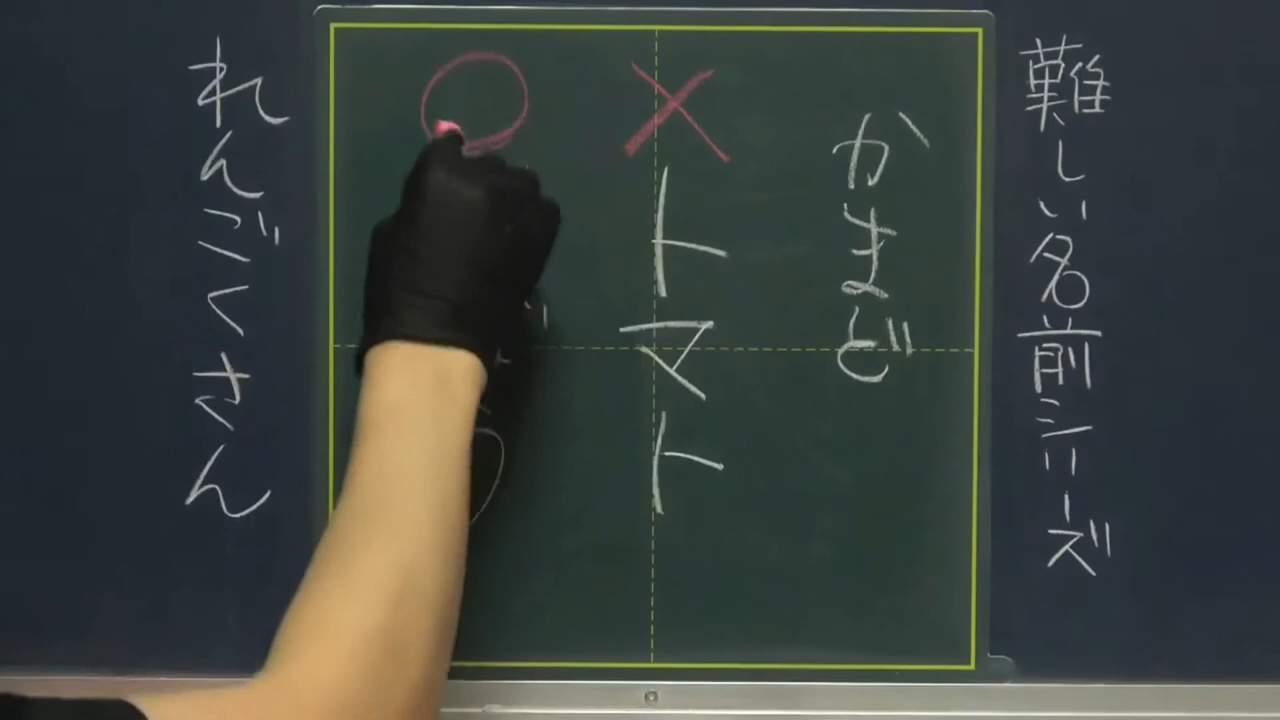 難しい名前シリーズ
かまど
× トマト
○
れんごくさん